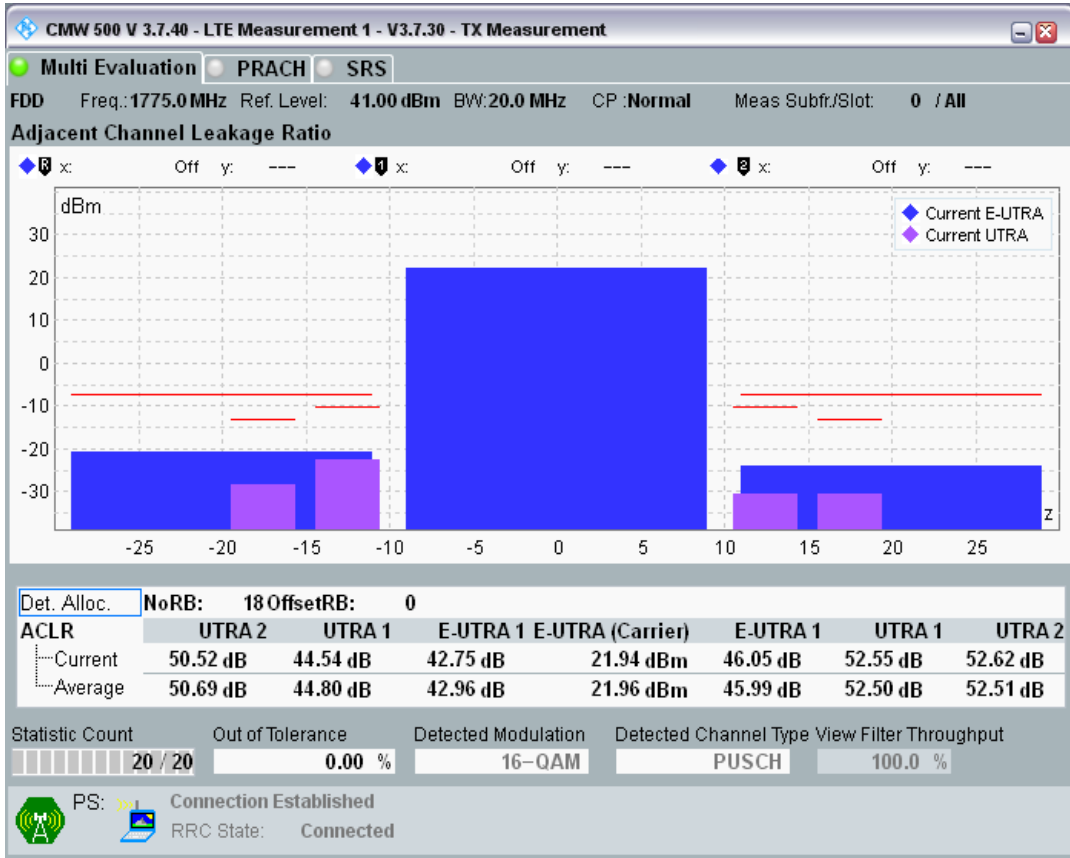 CMW 500 V 3.7.40 - LTE Measurement 1 - V3.7.30 - TX Measurement
Multi Evaluation PRACH SRS
FDD Freq.:1775.0 MHz Ref. Level: 41.00 dBm BW:20.0 MHz CP :Normal Meas Subfr./Slot: 0 / All
Adjacent Channel Leakage Ratio
R x: Off y: --- 1 x: Off y: --- 2 x: Off y: ---
dBm
Current E-UTRA
Current UTRA
30
20
10
0
-10
-20
-30
z
-25 -20 -15 -10 -5 0 5 10 15 20 25
Det. Alloc. NoRB: 18 OffsetRB: 0
ACLR UTRA 2 UTRA 1 E-UTRA 1 E-UTRA (Carrier) E-UTRA 1 UTRA 1 UTRA 2
Current 50.52 dB 44.54 dB 42.75 dB 21.94 dBm 46.05 dB 52.55 dB 52.62 dB
Average 50.69 dB 44.80 dB 42.96 dB 21.96 dBm 45.99 dB 52.50 dB 52.51 dB
Statistic Count Out of Tolerance Detected Modulation Detected Channel Type View Filter Throughput
20 / 20 0.00 % 16-QAM PUSCH 100.0 %
PS: Connection Established
RRC State: Connected